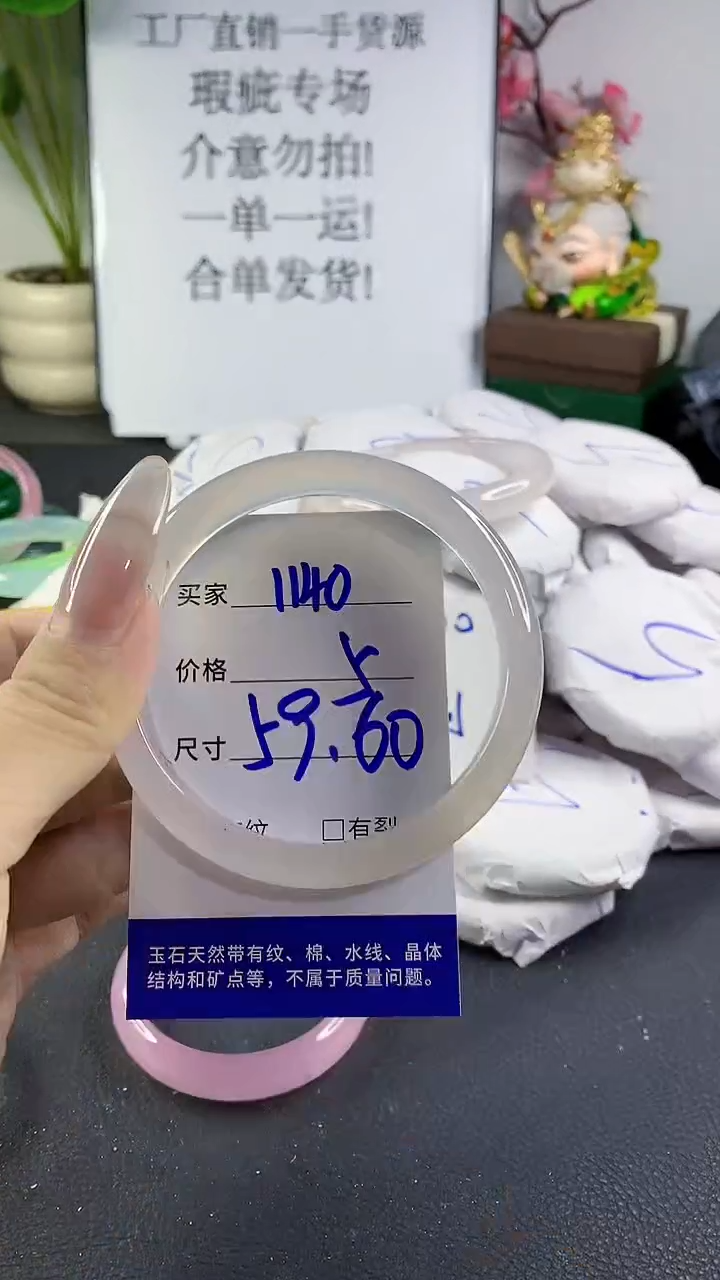 工厂直销一手货源
瑕疵专场
介意勿拍!
一单一运!
合单发货!
买家 1140
价格
尺寸 59.60
纹 □有裂
玉石天然带有纹、棉、水线、晶体
结构和矿点等，不属于质量问题。